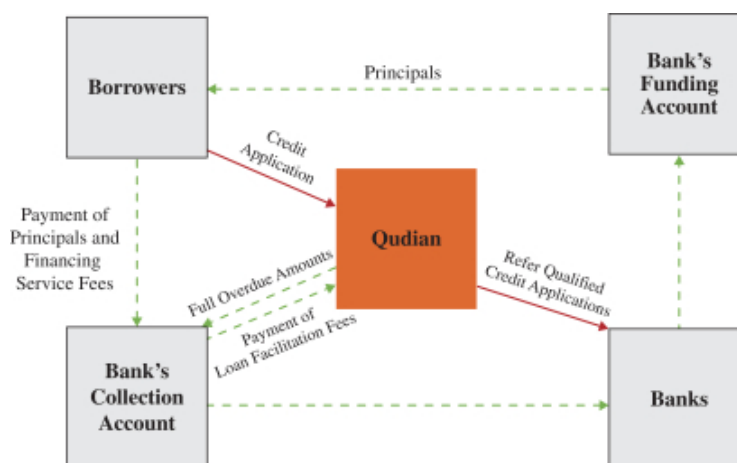 Borrowers
Principals
Bank's
Funding
Account
Credit
Application
Qudian
Payment of
Principals and
Financing
Service Fees
Full Overdue Amounts
Payment of
Loan Facilitation Fees
Refer Qualified
Credit Applications
Bank's
Collection
Account
Banks